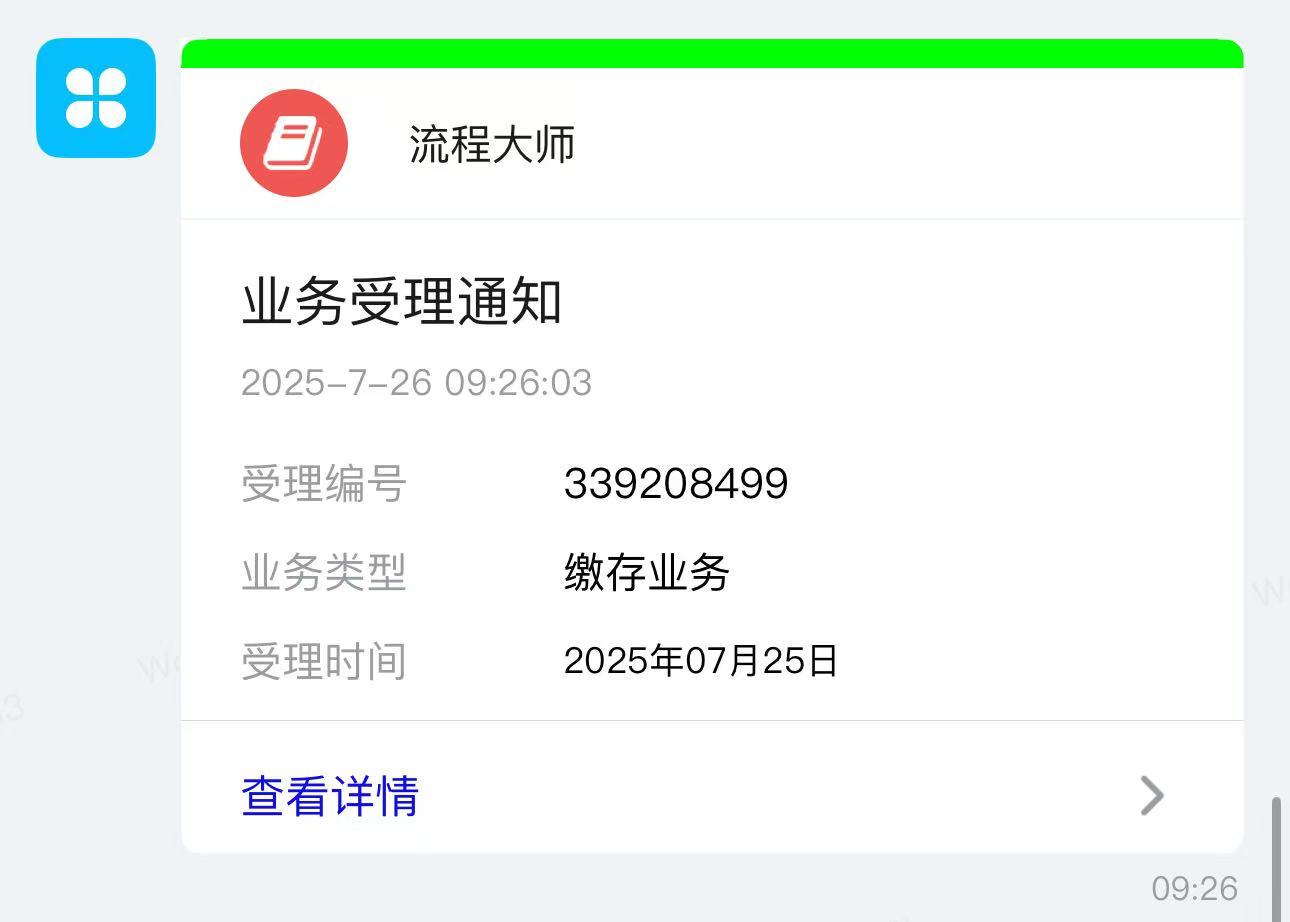 流程大师
业务受理通知
2025-7-26 09:26:03
受理编号 339208499
业务类型 缴存业务
受理时间 2025年07月25日
查看详情
09:26